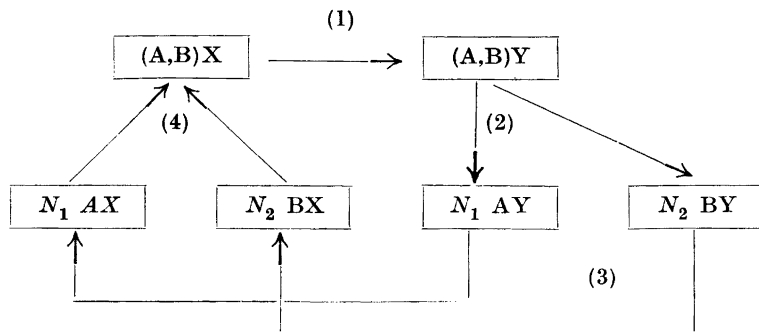 (1)
(A,B)X (A,B)Y
(4) (2)
N₁ AX N₂ BX N₁ AY N₂ BY
(3)